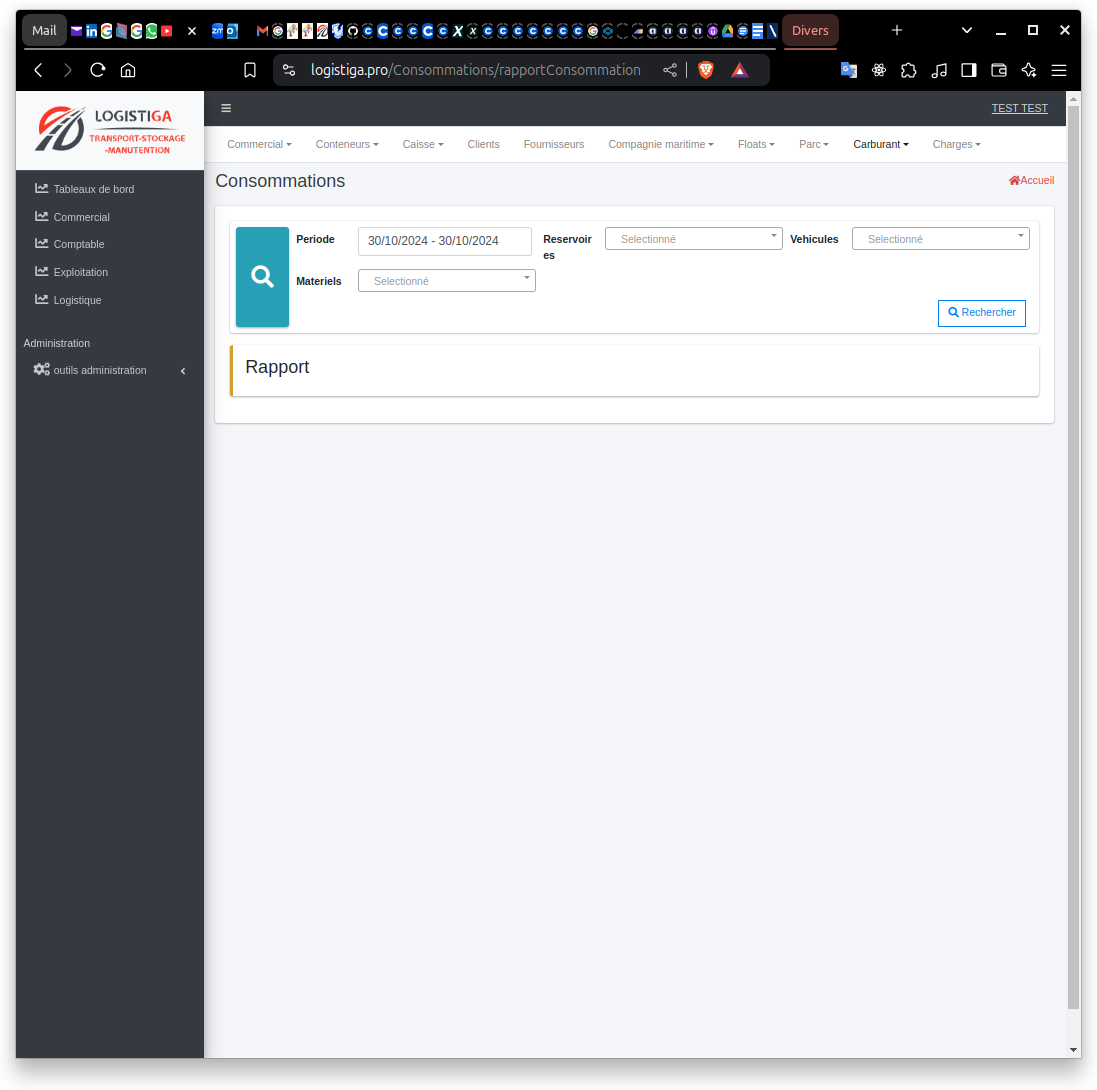 Mail
Divers
logistiga.pro/Consommations/rapportConsommation
LOGISTIGA
TRANSPORT-STOCKAGE
-MANUTENTION
TEST TEST
Commercial Conteneurs Caisse Clients Fournisseurs Compagnie maritime Floats Parc Carburant Charges
Consommations
Accueil
Tableaux de bord
Commercial
Comptable
Exploitation
Logistique
Administration
outils administration
Periode 30/10/2024 - 30/10/2024 Reservoir
es Selectionné Vehicules Selectionné
Materiels Selectionné
Rechercher
Rapport